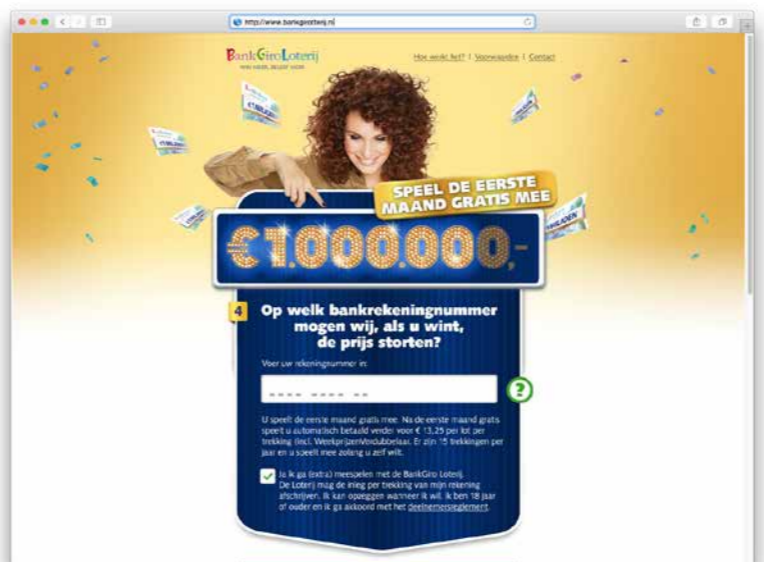 http://www.bankgiroloterij.nl
BankGiro Loterij
Hoe werkt het? | Voorwaarden | Contact
SPEEL DE EERSTE
MAAND GRATIS MEE
€1.000.000,-
4
Op welk bankrekeningnummer
mogen wij, als u wint,
de prijs storten?
Voer uw rekeningnummer in:
---- ---- --
?
U speelt de eerste maand gratis mee. Na de eerste maand gratis
speelt u automatisch betaald verder voor € 13,25 per lot per
trekking (incl. WeekprijzenVerdubbelaar. Er zijn 15 trekkingen per
jaar en u speelt mee zolang u zelf wilt.
Ja ik ga (extra) meespelen met de BankGiro Loterij.
De Loterij mag de inleg per trekking van mijn rekening
afschrijven. Ik kan opzeggen wanneer ik wil. Ik ben 18 jaar
of ouder en ik ga akkoord met het deelnemersreglement.